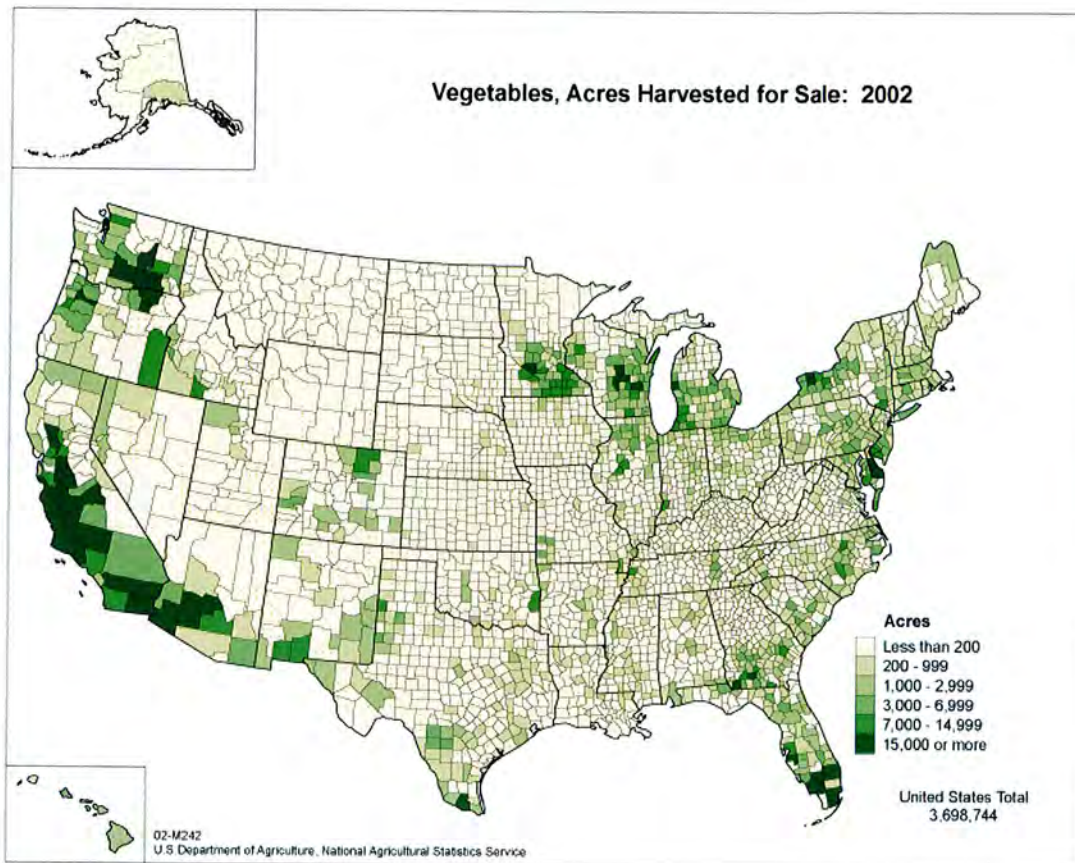 Vegetables, Acres Harvested for Sale: 2002
Acres
Less than 200
200 - 999
1,000 - 2,999
3,000 - 6,999
7,000 - 14,999
15,000 or more
United States Total
3,698,744
02-M242
U.S. Department of Agriculture, National Agricultural Statistics Service